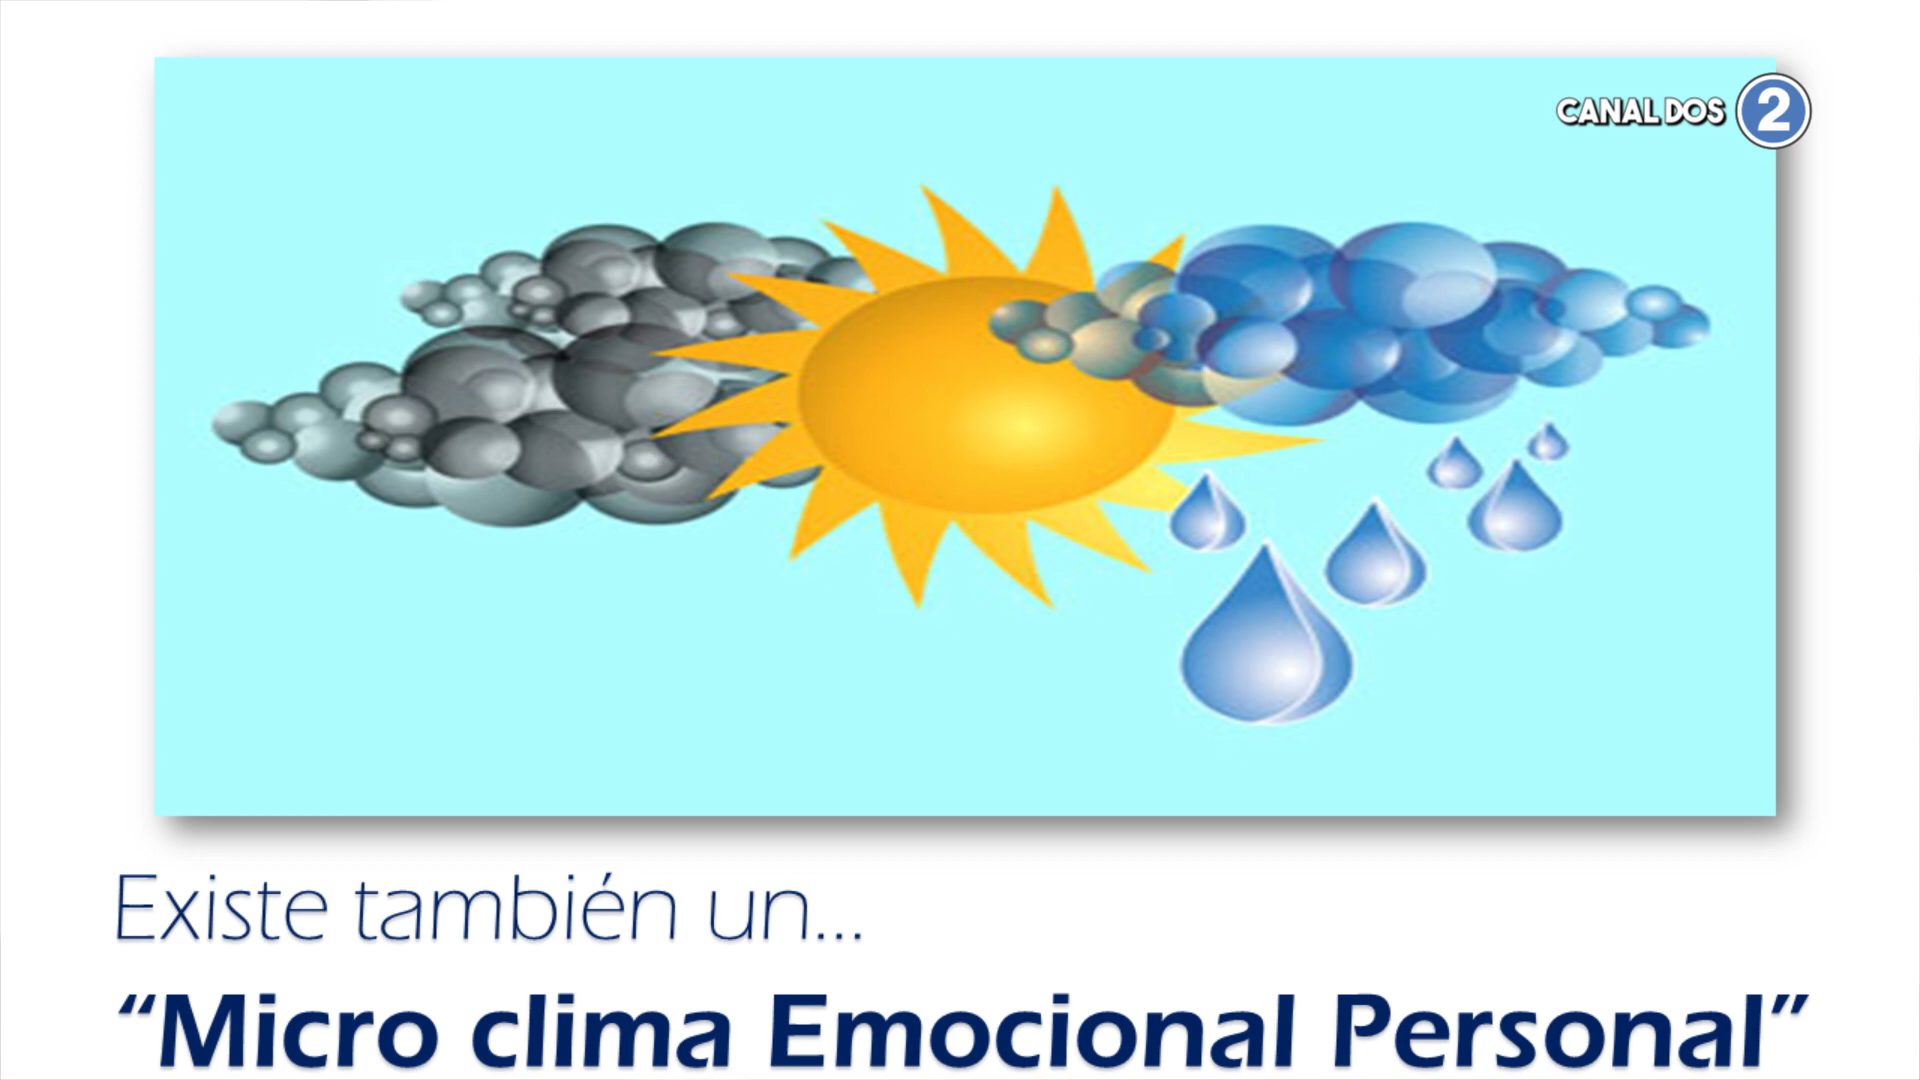 CANAL DOS 2
Existe también un...
“Micro clima Emocional Personal”